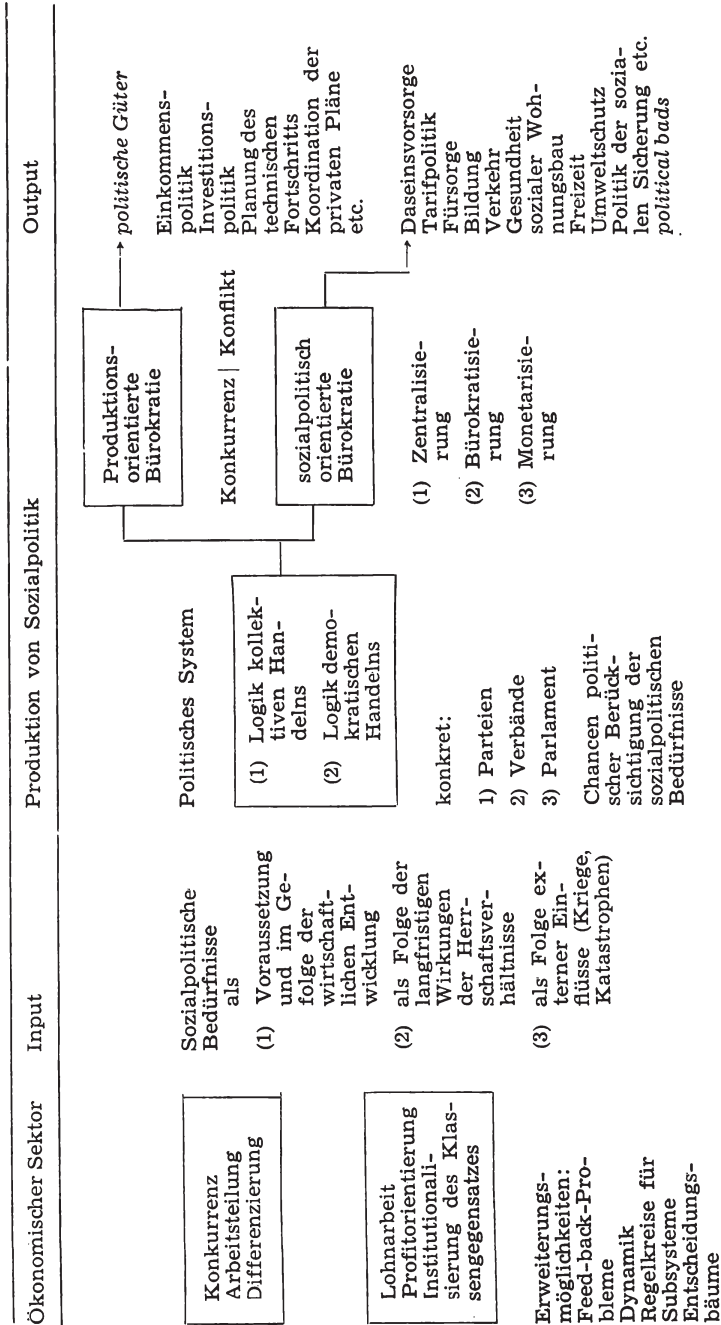 Ökonomischer Sektor
Input
Produktion von Sozialpolitik
Output
Konkurrenz
Arbeitsteilung
Differenzierung
Lohnarbeit
Profitorientierung
Institutionali-
sierung des Klas-
sengegensatzes
Erweiterungs-
möglichkeiten:
Feed-back-Pro-
bleme
Dynamik
Regelkreise für
Subsysteme
Entscheidungs-
bäume
Sozialpolitische
Bedürfnisse
als
(1) Voraussetzung
und im Ge-
folge der
wirtschaft-
lichen Ent-
wicklung
(2) als Folge der
langfristigen
Wirkungen
der Herr-
schaftsver-
hältnisse
(3) als Folge ex-
terner Ein-
flüsse (Kriege,
Katastrophen)
Politisches System
(1) Logik kollek-
tiven Han-
delns
(2) Logik demo-
kratischen
Handelns
konkret:
1) Parteien
2) Verbände
3) Parlament
Chancen politi-
scher Berück-
sichtigung der
sozialpolitischen
Bedürfnisse
Produktions-
orientierte
Bürokratie
Konkurrenz | Konflikt
sozialpolitisch
orientierte
Bürokratie
(1) Zentralisie-
rung
(2) Bürokratisie-
rung
(3) Monetarisie-
rung
→ politische Güter
Einkommens-
politik
Investitions-
politik
Planung des
technischen
Fortschritts
Koordination der
privaten Pläne
etc.
→ Daseinsvorsorge
Tarifpolitik
Fürsorge
Bildung
Verkehr
Gesundheit
sozialer Woh-
nungsbau
Freizeit
Umweltschutz
Politik der sozia-
len Sicherung etc.
political bads